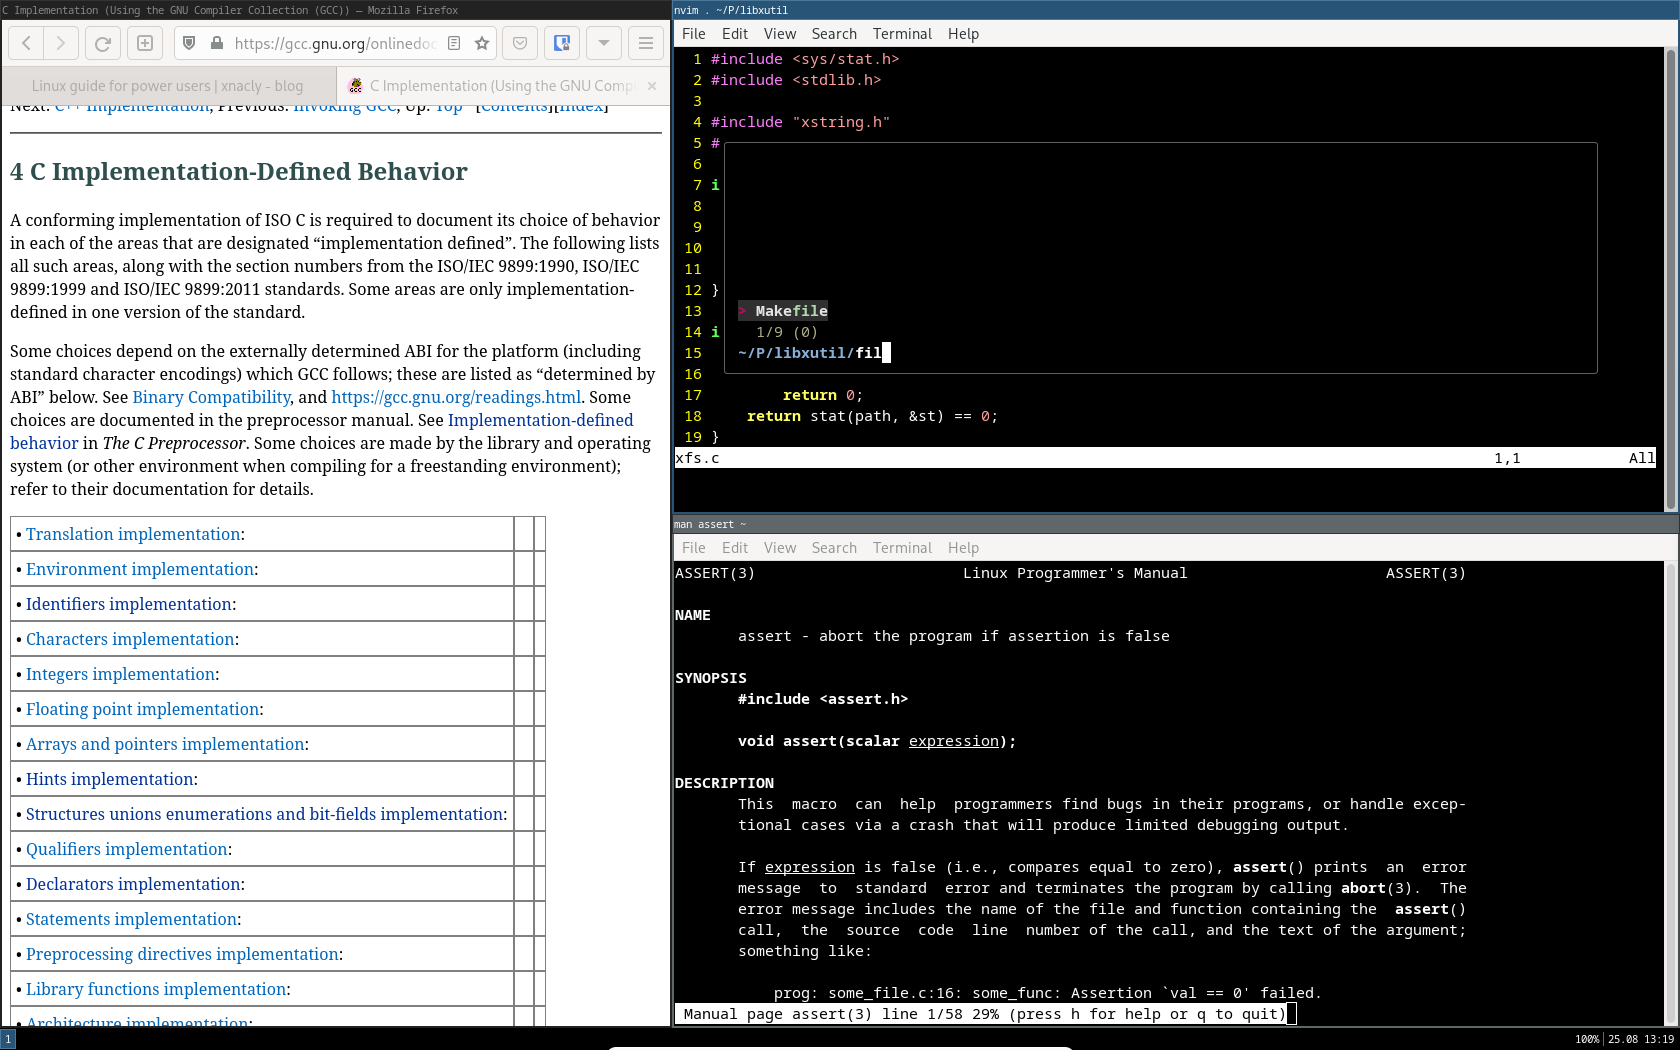 C Implementation (Using the GNU Compiler Collection (GCC)) — Mozilla Firefox
https://gcc.gnu.org/onlinedoc
Linux guide for power users | xnacly - blog
C Implementation (Using the GNU Comp
Next: C++ Implementation, Previous: Invoking GCC, Up: Top [Contents][Index]
4 C Implementation-Defined Behavior
A conforming implementation of ISO C is required to document its choice of behavior
in each of the areas that are designated “implementation defined”. The following lists
all such areas, along with the section numbers from the ISO/IEC 9899:1990, ISO/IEC
9899:1999 and ISO/IEC 9899:2011 standards. Some areas are only implementation-
defined in one version of the standard.
Some choices depend on the externally determined ABI for the platform (including
standard character encodings) which GCC follows; these are listed as “determined by
ABI” below. See Binary Compatibility, and https://gcc.gnu.org/readings.html. Some
choices are documented in the preprocessor manual. See Implementation-defined
behavior in The C Preprocessor. Some choices are made by the library and operating
system (or other environment when compiling for a freestanding environment);
refer to their documentation for details.
• Translation implementation:
• Environment implementation:
• Identifiers implementation:
• Characters implementation:
• Integers implementation:
• Floating point implementation:
• Arrays and pointers implementation:
• Hints implementation:
• Structures unions enumerations and bit-fields implementation:
• Qualifiers implementation:
• Declarators implementation:
• Statements implementation:
• Preprocessing directives implementation:
• Library functions implementation:
• Architecture implementation:
nvim . ~/P/libxutil
File Edit View Search Terminal Help
1 #include <sys/stat.h>
2 #include <stdlib.h>
3
4 #include "xstring.h"
5 #
6
7 i
8
9
10
11
12 }
13 > Makefile
14 i 1/9 (0)
15 ~/P/libxutil/fil
16
17 return 0;
18 return stat(path, &st) == 0;
19 }
xfs.c 1,1 All
man assert ~
File Edit View Search Terminal Help
ASSERT(3) Linux Programmer's Manual ASSERT(3)
NAME
assert - abort the program if assertion is false
SYNOPSIS
#include <assert.h>
void assert(scalar expression);
DESCRIPTION
This macro can help programmers find bugs in their programs, or handle excep-
tional cases via a crash that will produce limited debugging output.
If expression is false (i.e., compares equal to zero), assert() prints an error
message to standard error and terminates the program by calling abort(3). The
error message includes the name of the file and function containing the assert()
call, the source code line number of the call, and the text of the argument;
something like:
prog: some_file.c:16: some_func: Assertion `val == 0' failed.
Manual page assert(3) line 1/58 29% (press h for help or q to quit)
1
100% 25.08 13:19